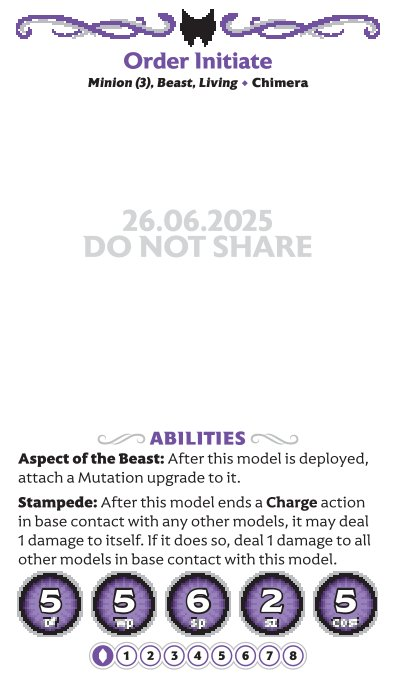 Order Initiate
Minion (3), Beast, Living ✦ Chimera
26.06.2025
DO NOT SHARE
ABILITIES
Aspect of the Beast: After this model is deployed,
attach a Mutation upgrade to it.
Stampede: After this model ends a Charge action
in base contact with any other models, it may deal
1 damage to itself. If it does so, deal 1 damage to all
other models in base contact with this model.
5 5 6 2 5
Df Wp Sp Sz Cost
1 2 3 4 5 6 7 8